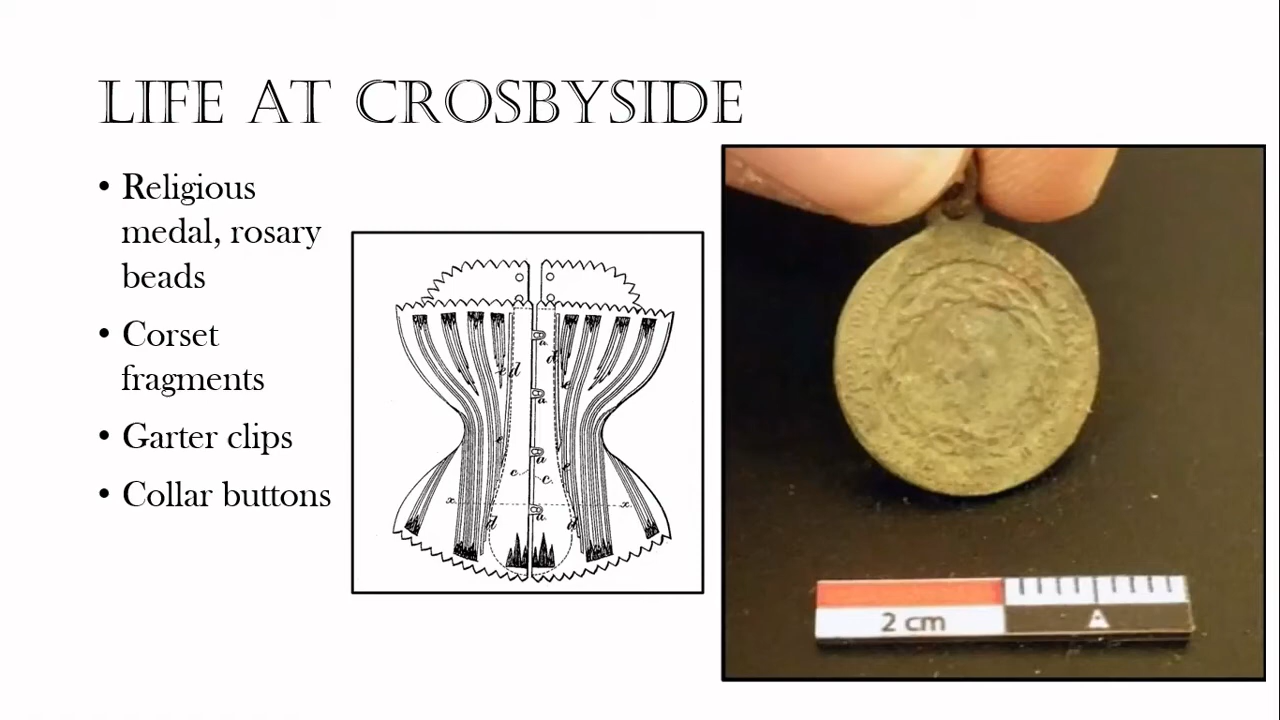 LIFE AT CROSBYSIDE
• Religious
medal, rosary
beads
• Corset
fragments
• Garter clips
• Collar buttons
a
d
d
e
e
a
e
a
e
c
c
x
a
x
d
d
2 cm
A